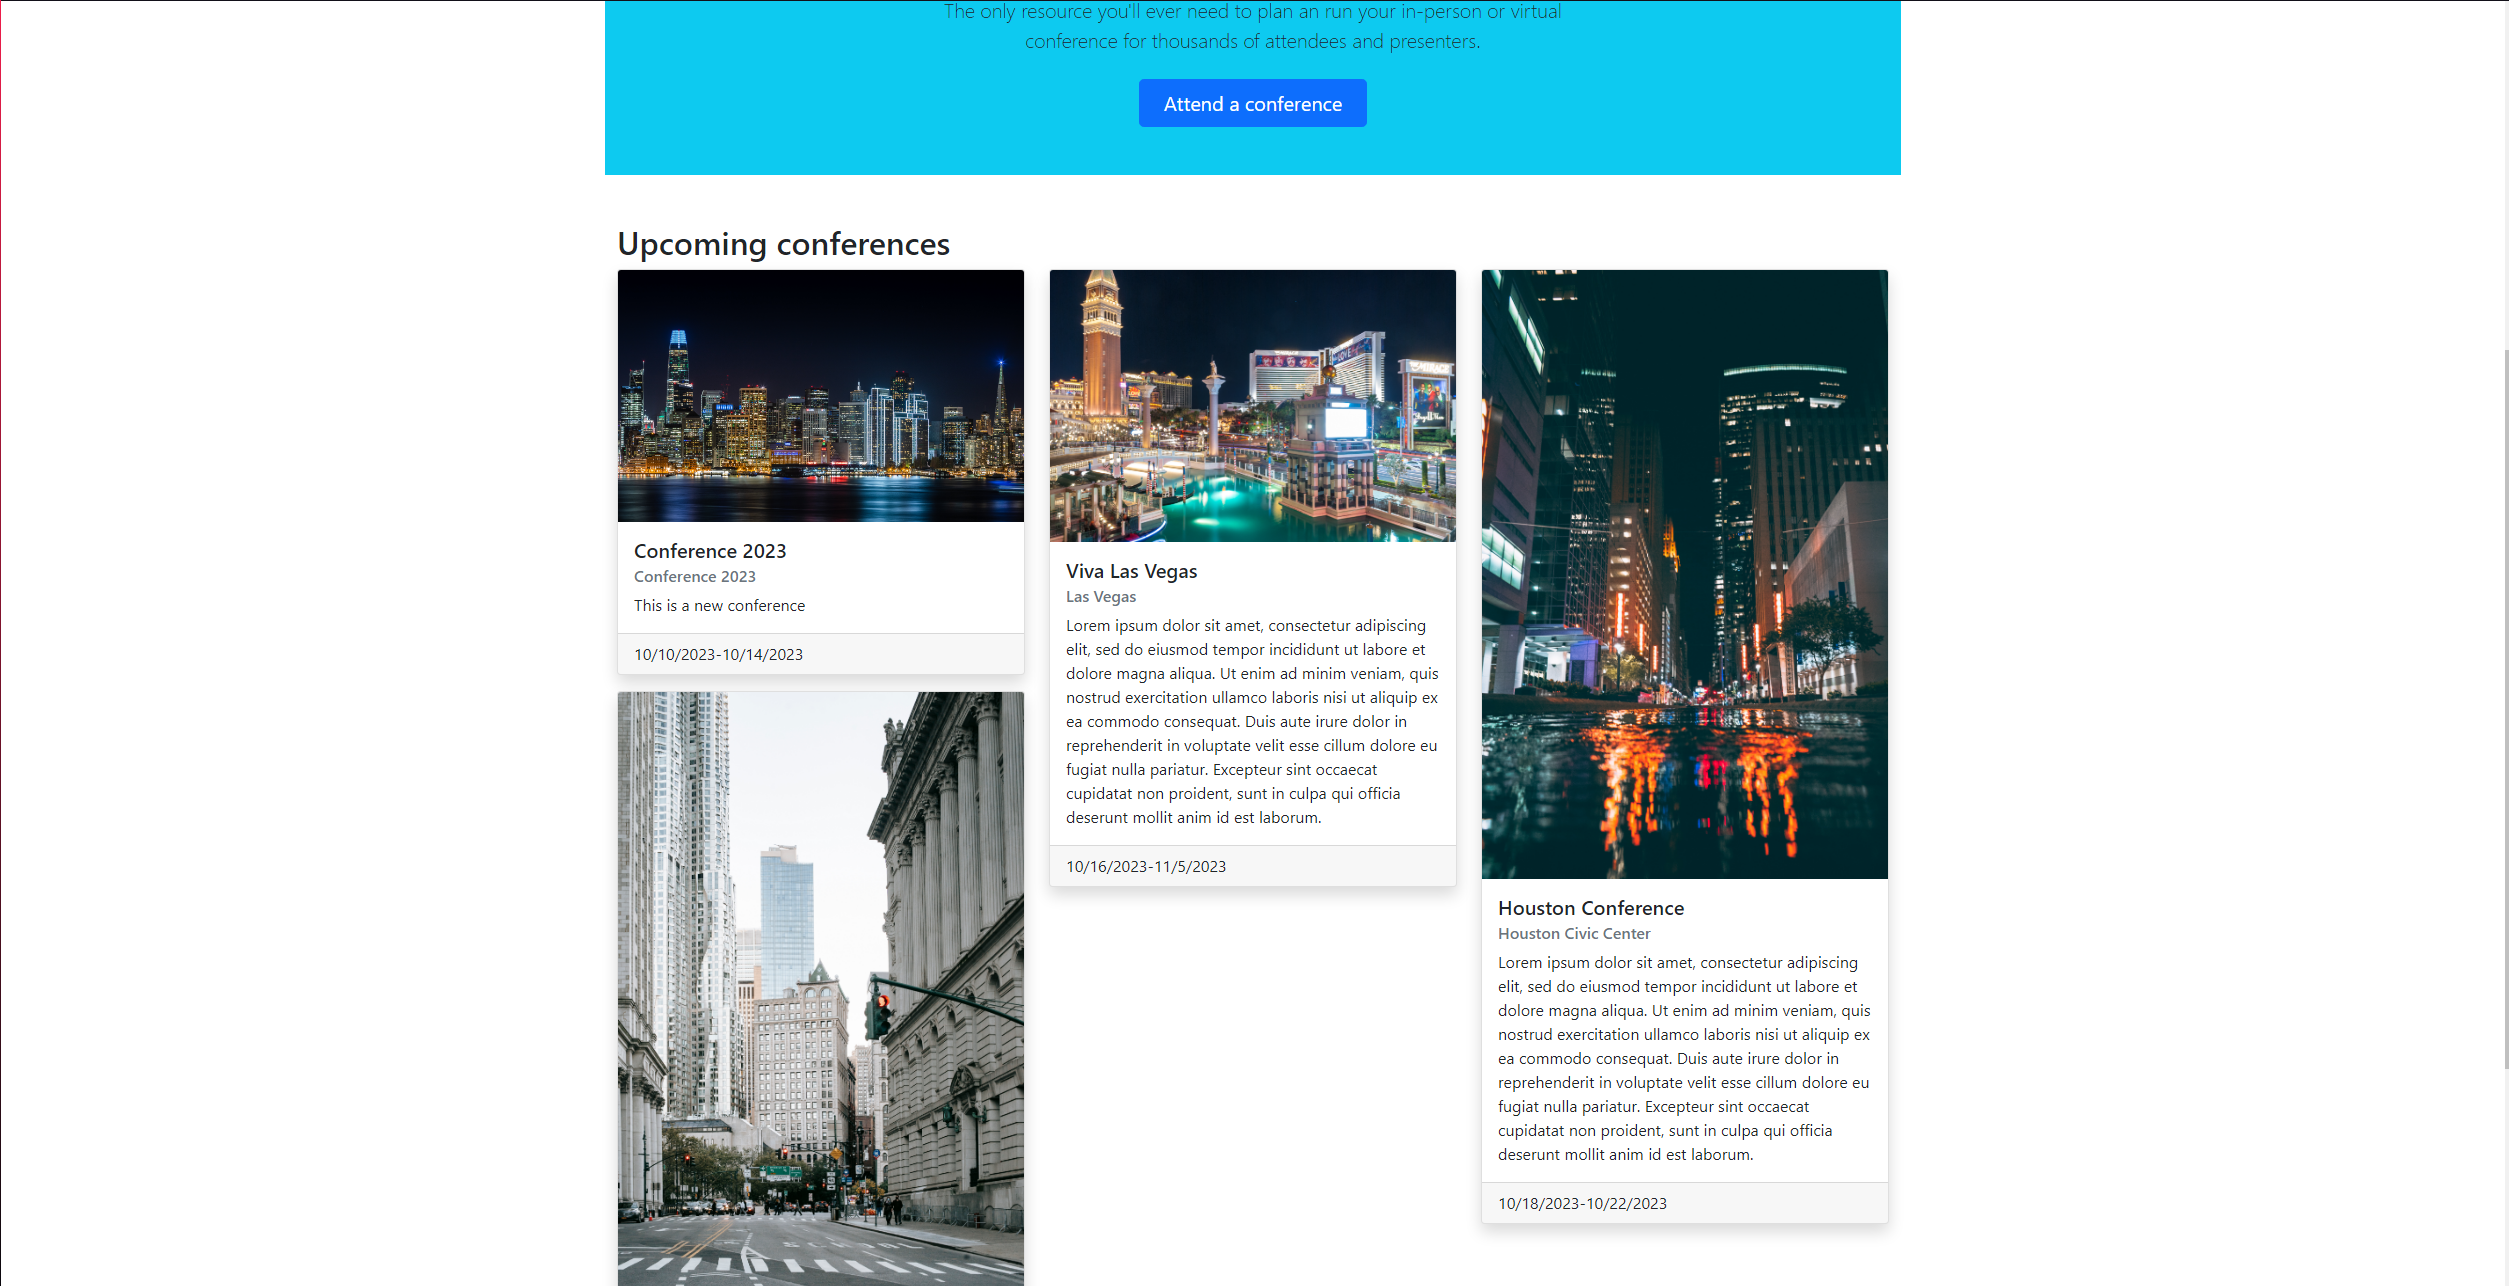 The only resource you'll ever need to plan an run your in-person or virtual
conference for thousands of attendees and presenters.
Attend a conference
Upcoming conferences
Conference 2023
Conference 2023
This is a new conference
10/10/2023-10/14/2023
LOVE
MIRAGE
Viva Las Vegas
Las Vegas
Lorem ipsum dolor sit amet, consectetur adipiscing
elit, sed do eiusmod tempor incididunt ut labore et
dolore magna aliqua. Ut enim ad minim veniam, quis
nostrud exercitation ullamco laboris nisi ut aliquip ex
ea commodo consequat. Duis aute irure dolor in
reprehenderit in voluptate velit esse cillum dolore eu
fugiat nulla pariatur. Excepteur sint occaecat
cupidatat non proident, sunt in culpa qui officia
deserunt mollit anim id est laborum.
10/16/2023-11/5/2023
Houston Conference
Houston Civic Center
Lorem ipsum dolor sit amet, consectetur adipiscing
elit, sed do eiusmod tempor incididunt ut labore et
dolore magna aliqua. Ut enim ad minim veniam, quis
nostrud exercitation ullamco laboris nisi ut aliquip ex
ea commodo consequat. Duis aute irure dolor in
reprehenderit in voluptate velit esse cillum dolore eu
fugiat nulla pariatur. Excepteur sint occaecat
cupidatat non proident, sunt in culpa qui officia
deserunt mollit anim id est laborum.
10/18/2023-10/22/2023